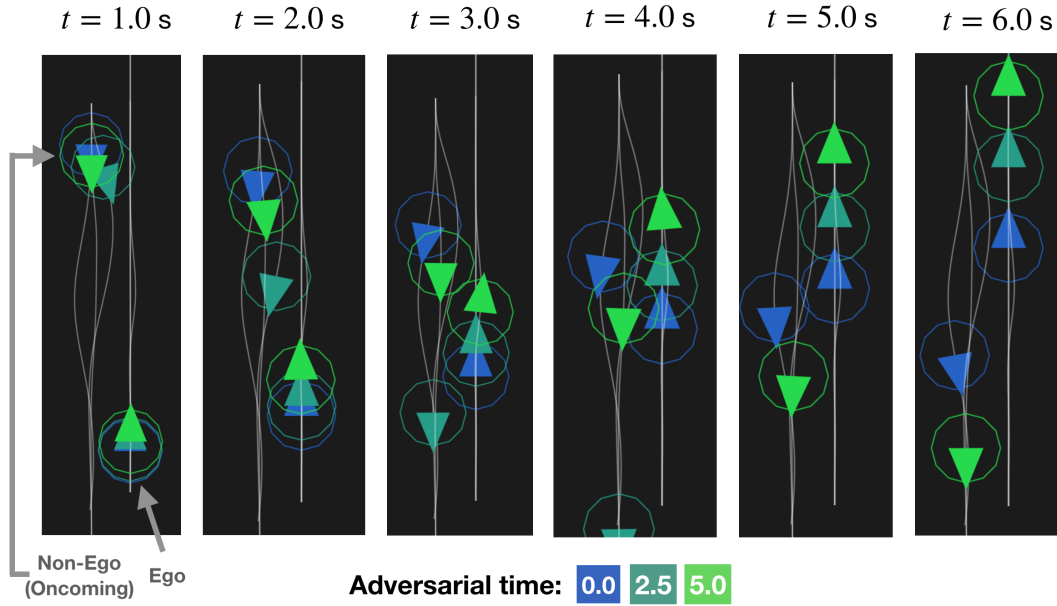 t = 1.0 s
t = 2.0 s
t = 3.0 s
t = 4.0 s
t = 5.0 s
t = 6.0 s
Non-Ego
(Oncoming)
Ego
Adversarial time: 0.0 2.5 5.0